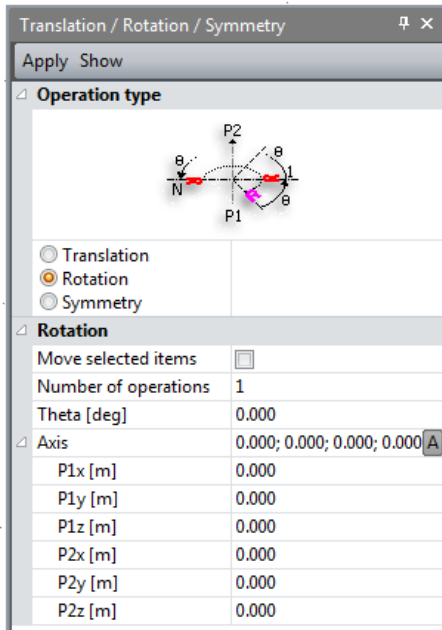 Translation / Rotation / Symmetry
Apply Show
Operation type
P2
θ
θ
N
1
θ
P1
Translation
Rotation
Symmetry
Rotation
Move selected items
Number of operations 1
Theta [deg] 0.000
Axis 0.000; 0.000; 0.000; 0.000 A
P1x [m] 0.000
P1y [m] 0.000
P1z [m] 0.000
P2x [m] 0.000
P2y [m] 0.000
P2z [m] 0.000